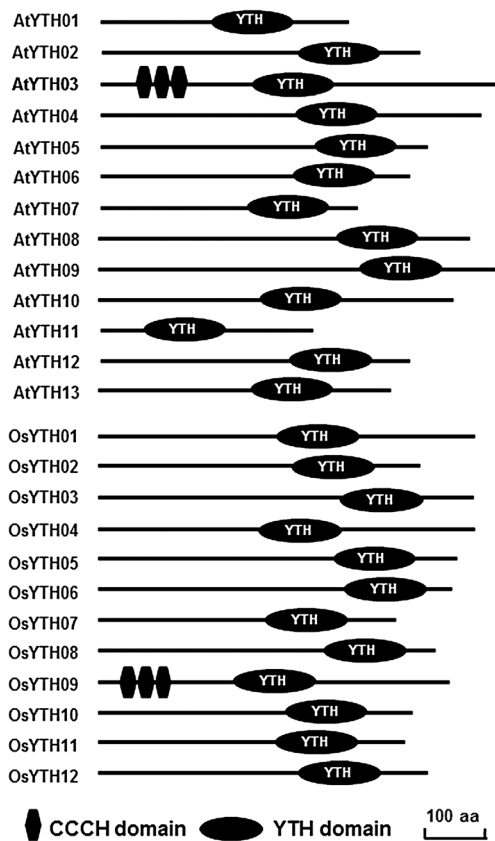 AtYTH01 YTH
AtYTH02 YTH
AtYTH03 YTH
AtYTH04 YTH
AtYTH05 YTH
AtYTH06 YTH
AtYTH07 YTH
AtYTH08 YTH
AtYTH09 YTH
AtYTH10 YTH
AtYTH11 YTH
AtYTH12 YTH
AtYTH13 YTH
OsYTH01 YTH
OsYTH02 YTH
OsYTH03 YTH
OsYTH04 YTH
OsYTH05 YTH
OsYTH06 YTH
OsYTH07 YTH
OsYTH08 YTH
OsYTH09 YTH
OsYTH10 YTH
OsYTH11 YTH
OsYTH12 YTH
CCCH domain YTH domain 100 aa